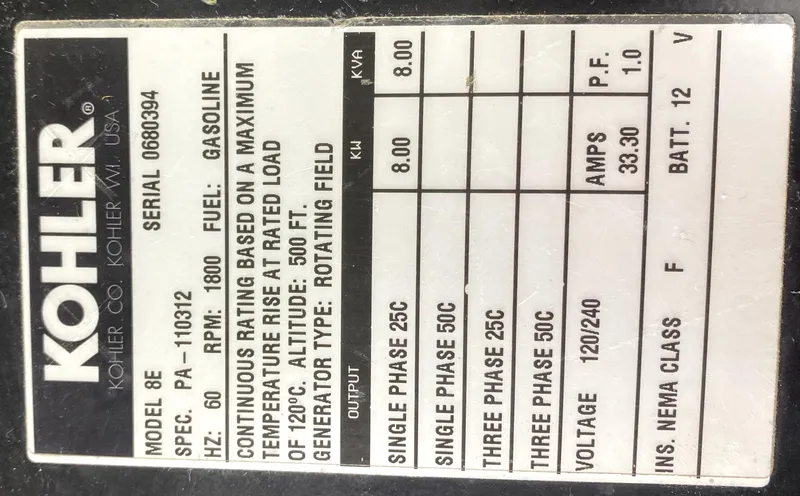 KOHLER®
KOHLER CO. KOHLER WI. USA
MODEL 8E SERIAL 0680394
SPEC. PA-110312
HZ: 60 RPM: 1800 FUEL: GASOLINE
CONTINUOUS RATING BASED ON A MAXIMUM
TEMPERATURE RISE AT RATED LOAD
OF 120ºC. ALTITUDE: 500 FT.
GENERATOR TYPE: ROTATING FIELD
OUTPUT KW KVA
SINGLE PHASE 25C 8.00 8.00
SINGLE PHASE 50C
THREE PHASE 25C
THREE PHASE 50C
VOLTAGE 120/240 AMPS P.F.
33.30 1.0
INS. NEMA CLASS F BATT. 12 V